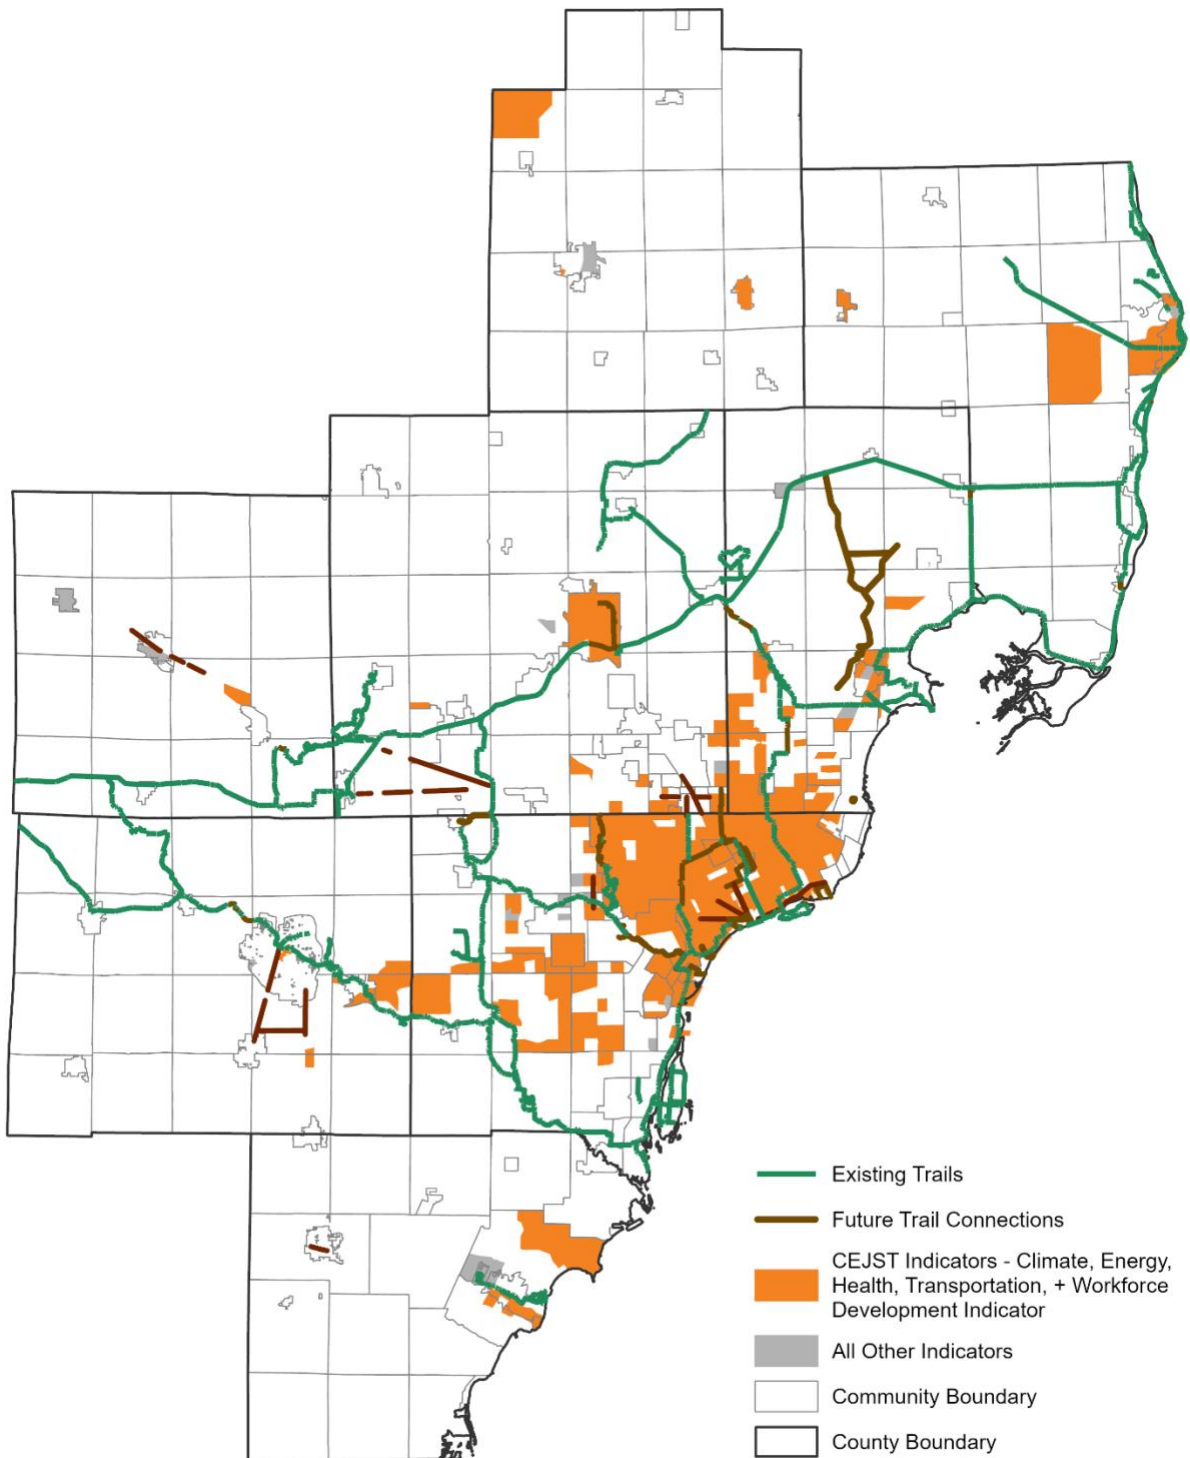 Existing Trails
Future Trail Connections
CEJST Indicators - Climate, Energy,
Health, Transportation, + Workforce
Development Indicator
All Other Indicators
Community Boundary
County Boundary